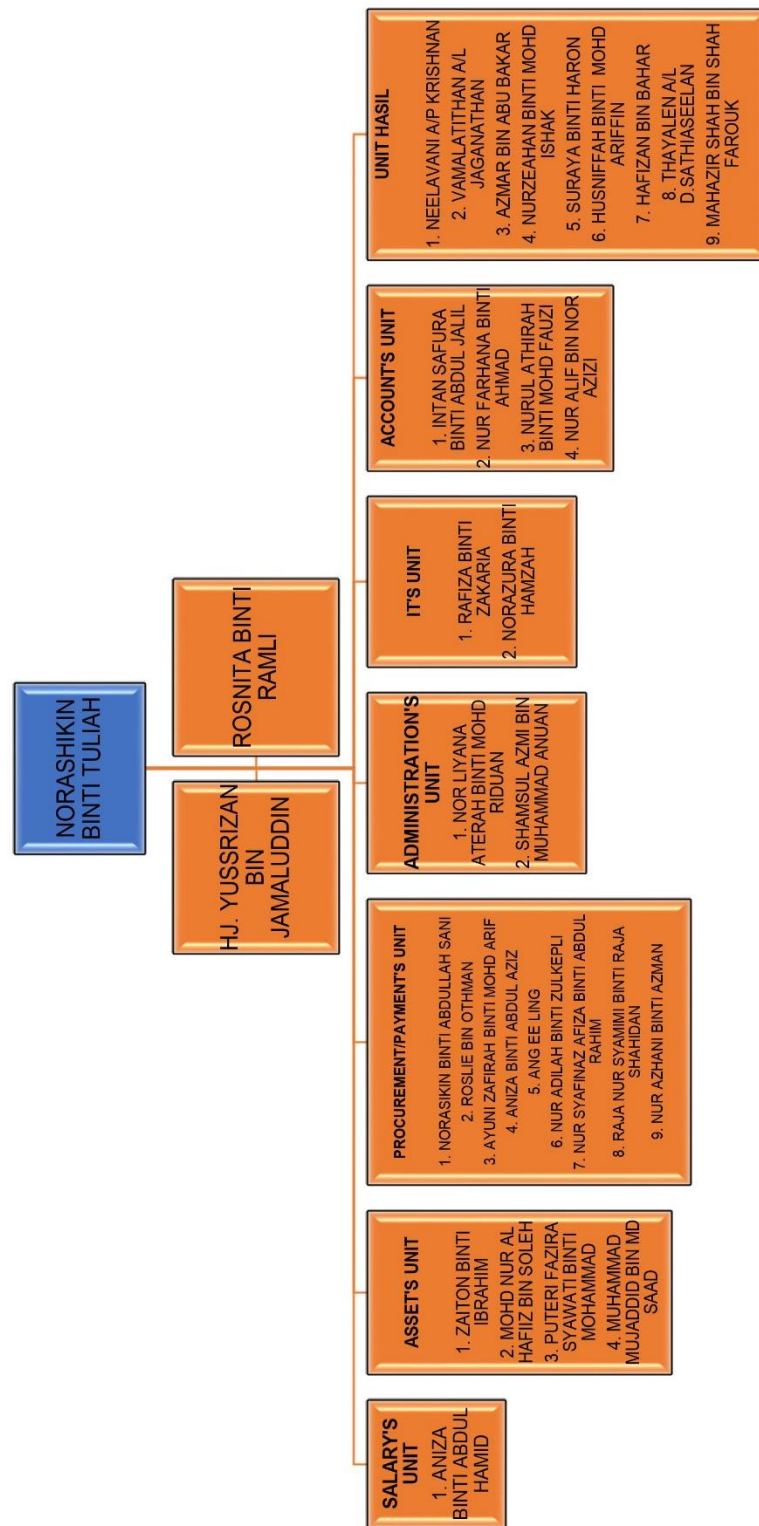 NORASHIKIN
BINTI TULIAH
HJ. YUSSRIZAN
BIN
JAMALUDDIN
ROSNITA BINTI
RAMLI
SALARY'S
UNIT
1. ANIZA
BINTI ABDUL
HAMID
ASSET'S UNIT
1. ZAITON BINTI
IBRAHIM
2. MOHD NUR AL
HAFIIZ BIN SOLEH
3. PUTERI FAZIRA
SYAWATI BINTI
MOHAMMAD
4. MUHAMMAD
MUJADDID BIN MD
SAAD
PROCUREMENT/PAYMENT'S UNIT
1. NORASIKIN BINTI ABDULLAH SANI
2. ROSLIE BIN OTHMAN
3. AYUNI ZAFIRAH BINTI MOHD ARIF
4. ANIZA BINTI ABDUL AZIZ
5. ANG EE LING
6. NUR ADILAH BINTI ZULKEPLI
7. NUR SYAFINAZ AFIZA BINTI ABDUL
RAHIM
8. RAJA NUR SYAMIMI BINTI RAJA
SHAHIDAN
9. NUR AZHANI BINTI AZMAN
ADMINISTRATION'S
UNIT
1. NOR LIYANA
ATERAH BINTI MOHD
RIDUAN
2. SHAMSUL AZMI BIN
MUHAMMAD ANUAN
IT'S UNIT
1. RAFIZA BINTI
ZAKARIA
2. NORAZURA BINTI
HAMZAH
ACCOUNT'S UNIT
1. INTAN SAFURA
BINTI ABDUL JALIL
2. NUR FARHANA BINTI
AHMAD
3. NURUL ATHIRAH
BINTI MOHD FAUZI
4. NUR ALIF BIN NOR
AZIZI
UNIT HASIL
1. NEELAVANI A/P KRISHNAN
2. VAMALATITHAN A/L
JAGANATHAN
3. AZMAR BIN ABU BAKAR
4. NURZEAHAN BINTI MOHD
ISHAK
5. SURAYA BINTI HARON
6. HUSNIFFAH BINTI MOHD
ARIFFIN
7. HAFIZAN BIN BAHAR
8. THAYALEN A/L
D.SATHIASEELAN
9. MAHAZIR SHAH BIN SHAH
FAROUK